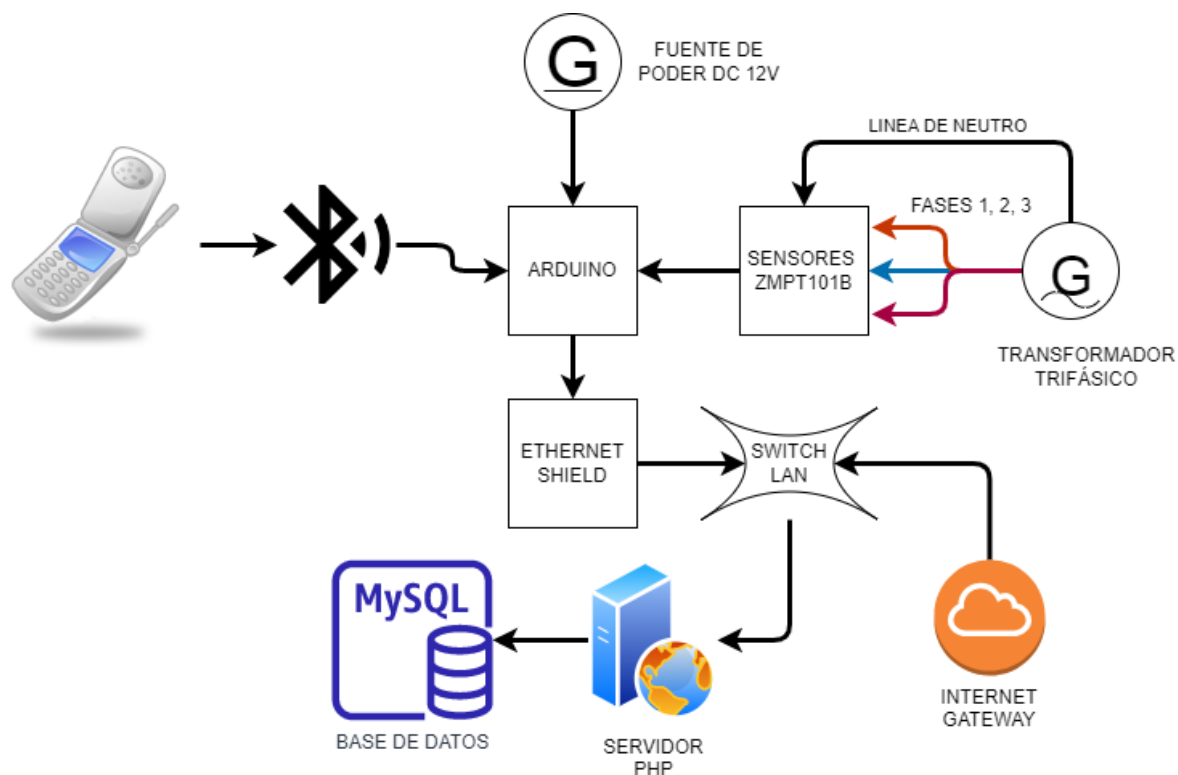 G
FUENTE DE
PODER DC 12V
LINEA DE NEUTRO
FASES 1, 2, 3
ARDUINO
SENSORES
ZMPT101B
G
TRANSFORMADOR
TRIFÁSICO
ETHERNET
SHIELD
SWITCH
LAN
MySQL
BASE DE DATOS
SERVIDOR
PHP
INTERNET
GATEWAY